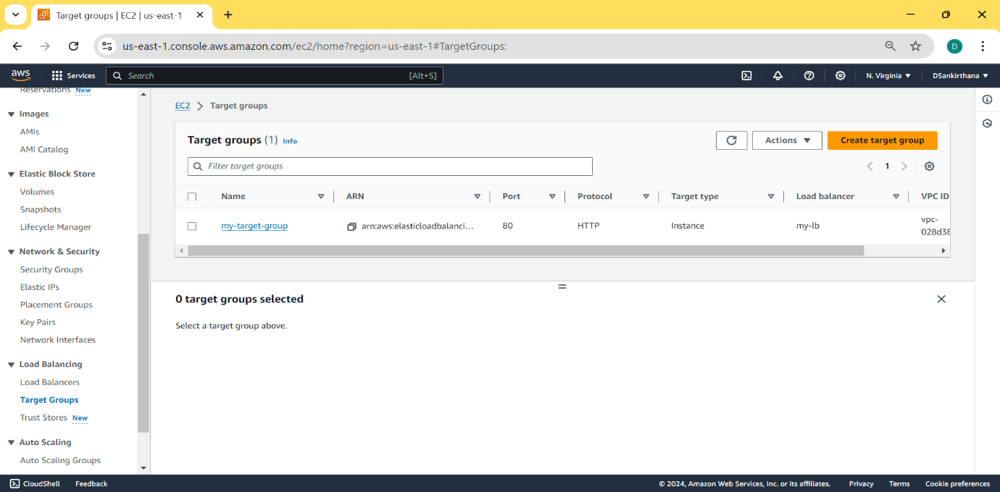 Target groups | EC2 | us-east-1
us-east-1.console.aws.amazon.com/ec2/home?region=us-east-1#TargetGroups:
D
aws
Services
Search
[Alt+S]
N. Virginia
DSankirthana
Reservations New
Images
AMIs
AMI Catalog
Elastic Block Store
Volumes
Snapshots
Lifecycle Manager
Network & Security
Security Groups
Elastic IPs
Placement Groups
Key Pairs
Network Interfaces
Load Balancing
Load Balancers
Target Groups
Trust Stores New
Auto Scaling
Auto Scaling Groups
EC2 > Target groups
Target groups (1) Info
Actions
Create target group
Filter target groups
1
Name ARN Port Protocol Target type Load balancer VPC ID
my-target-group arn:aws:elasticloadbalanci... 80 HTTP Instance my-lb vpc-
028d38
0 target groups selected
Select a target group above.
CloudShell Feedback © 2024, Amazon Web Services, Inc. or its affiliates. Privacy Terms Cookie preferences